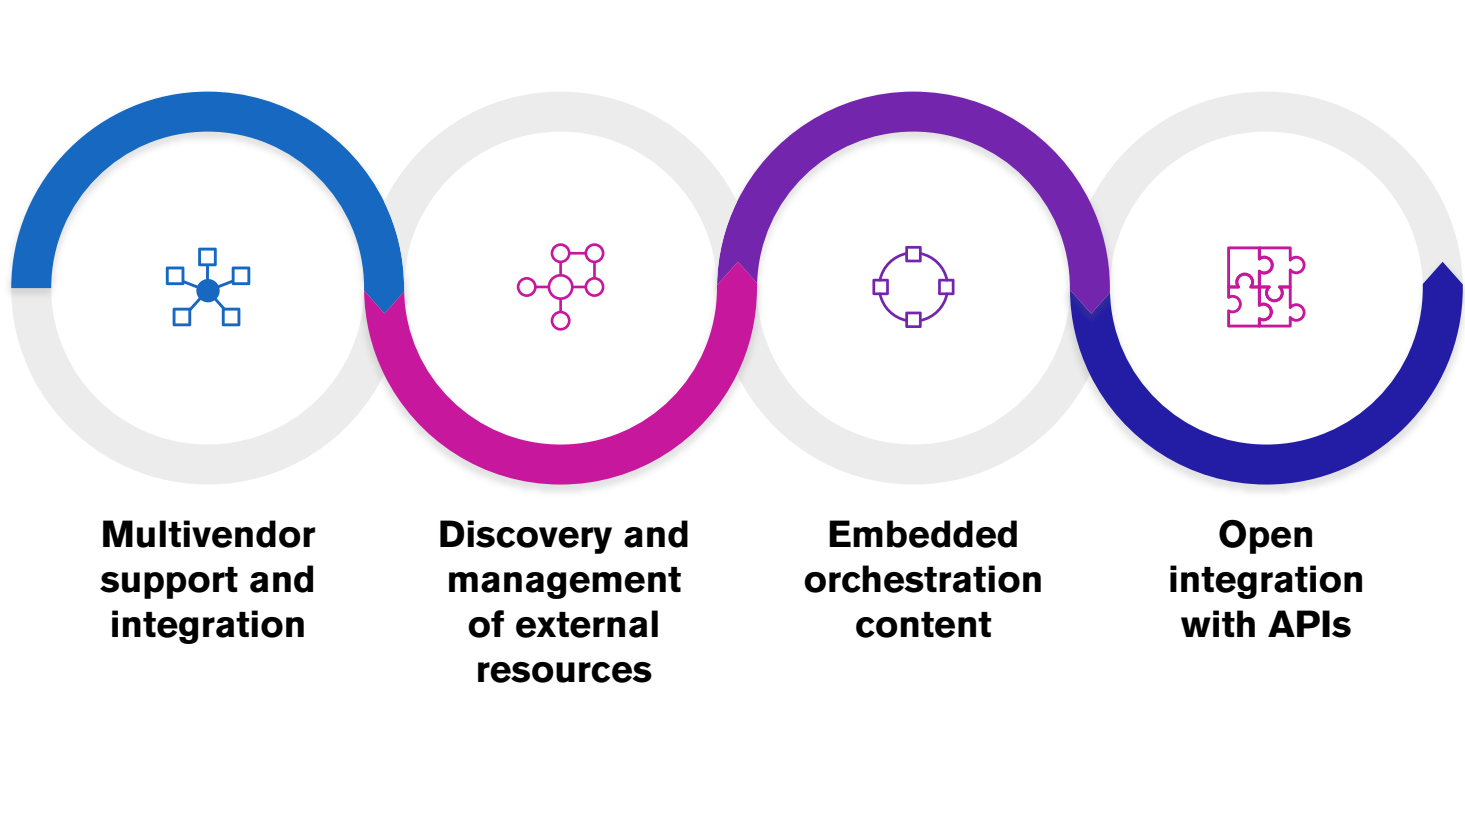 Multivendor
support and
integration
Discovery and
management
of external
resources
Embedded
orchestration
content
Open
integration
with APIs